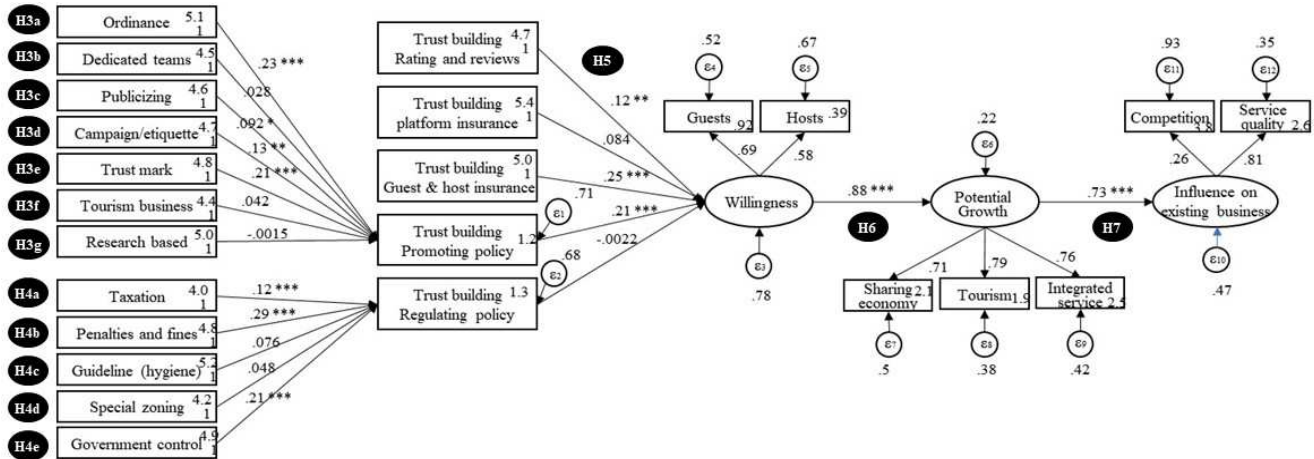 H3a Ordinance 5.1
1
H3b Dedicated teams 4.5
1
H3c Publicizing 4.6
1
H3d Campaign/etiquette 4.7
1
H3e Trust mark 4.8
1
H3f Tourism business 4.4
1
H3g Research based 5.0
1
.23 ***
.028
.092 *
.13 **
.21 ***
.042
-.0015
H4a Taxation 4.0
1
H4b Penalties and fines 4.8
1
H4c Guideline (hygiene) 5.2
1
H4d Special zoning 4.2
1
H4e Government control 4.9
1
.12 ***
.29 ***
.076
.048
.21 ***
Trust building 4.7
Rating and reviews 1
Trust building 5.4
platform insurance 1
Trust building 5.0
Guest & host insurance 1
Trust building
Promoting policy 1.2
Trust building 1.3
Regulating policy
.71
ε1
.68
ε2
H5
.12 **
.084
.25 ***
.21 ***
-.0022
.52
ε4
Guests .92
.69
.67
ε5
Hosts .39
.58
Willingness
ε3
.78
.88 ***
H6
.22
ε6
Potential
Growth
.71
.79
.76
Sharing
economy 2.1
Tourism 1.9
Integrated
service 2.5
ε7
ε8
ε9
.5
.38
.42
.73 ***
H7
.93
ε11
Competition
3.8
.26
.35
ε12
Service
quality 2.6
.81
Influence on
existing business
ε10
.47